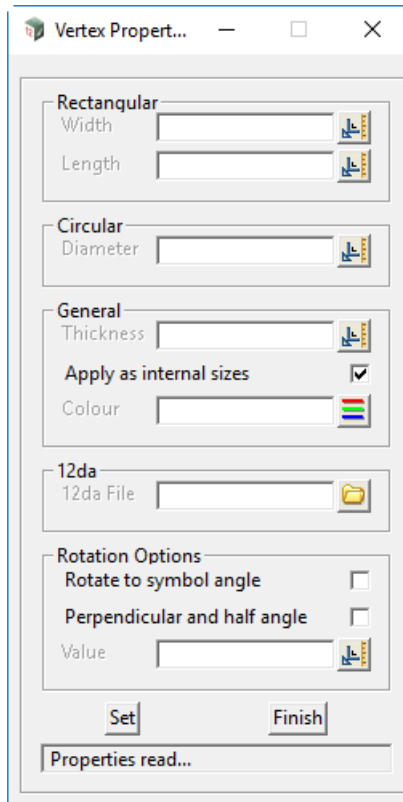 Vertex Propert...
Rectangular
Width
Length
Circular
Diameter
General
Thickness
Apply as internal sizes
Colour
12da
12da File
Rotation Options
Rotate to symbol angle
Perpendicular and half angle
Value
Set Finish
Properties read...